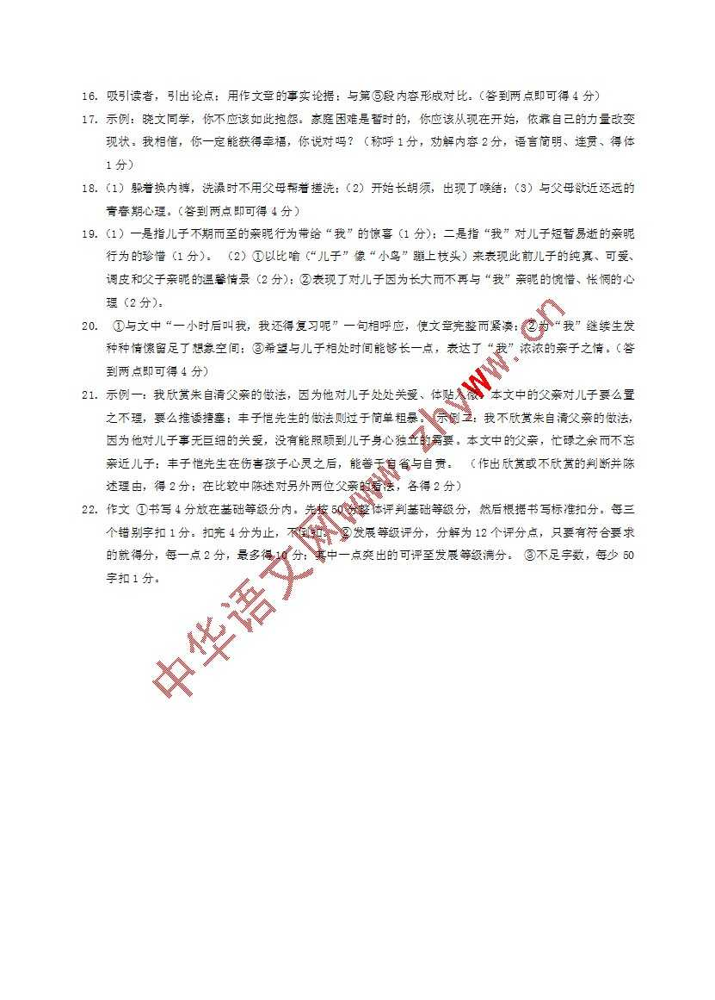 16. 吸引读者，引出论点；用作文章的事实论据；与第⑤段内容形成对比。（答到两点即可得4分）
17. 示例：晓文同学，你不应该如此抱怨。家庭困难是暂时的，你应该从现在开始，依靠自己的力量改变
现状。我相信，你一定能获得幸福，你说对吗？（称呼1分，劝解内容2分，语言简明、连贯、得体
1分）
18.（1）躲着换内裤，洗澡时不用父母帮着搓洗；（2）开始长胡须，出现了喉结；（3）与父母欲近还远的
青春期心理。（答到两点即可得4分）
19.（1）一是指儿子不期而至的亲昵行为带给“我”的惊喜（1分）；二是指“我”对儿子短暂易逝的亲昵
行为的珍惜（1分）。 （2）①以比喻（“儿子”像“小鸟”蹦上枝头）来表现此前儿子的纯真、可爱、
调皮和父子亲昵的温馨情景（2分）；②表现了对儿子因为长大而不再与“我”亲昵的惋惜、怅惘的心
理（2分）。
20. ①与文中“一小时后叫我，我还得复习呢”一句相呼应，使文章完整而紧凑；②为“我”继续生发
种种情愫留足了想象空间；③希望与儿子相处时间能够长一点，表达了“我”浓浓的亲子之情。（答
到两点即可得4分）
21. 示例一：我欣赏朱自清父亲的做法，因为他对儿子处处关爱、体贴入微。本文中的父亲对儿子要么置
之不理，要么推诿搪塞；丰子恺先生的做法则过于简单粗暴。 示例二：我不欣赏朱自清父亲的做法，
因为他对儿子事无巨细的关爱，没有能照顾到儿子身心独立的需要。本文中的父亲，忙碌之余而不忘
亲近儿子；丰子恺先生在伤害孩子心灵之后，能善于自省与自责。 （作出欣赏或不欣赏的判断并陈
述理由，得2分；在比较中陈述对另外两位父亲的看法，各得2分）
22. 作文 ①书写4分放在基础等级分内。先按50分整体评判基础等级分，然后根据书写标准扣分。每三
个错别字扣1分。扣完4分为止，不倒扣。 ②发展等级评分，分解为12个评分点，只要有符合要求
的就得分，每一点2分，最多得10分；其中一点突出的可评至发展等级满分。 ③不足字数，每少50
字扣1分。
中华语文网www.zhyww.cn